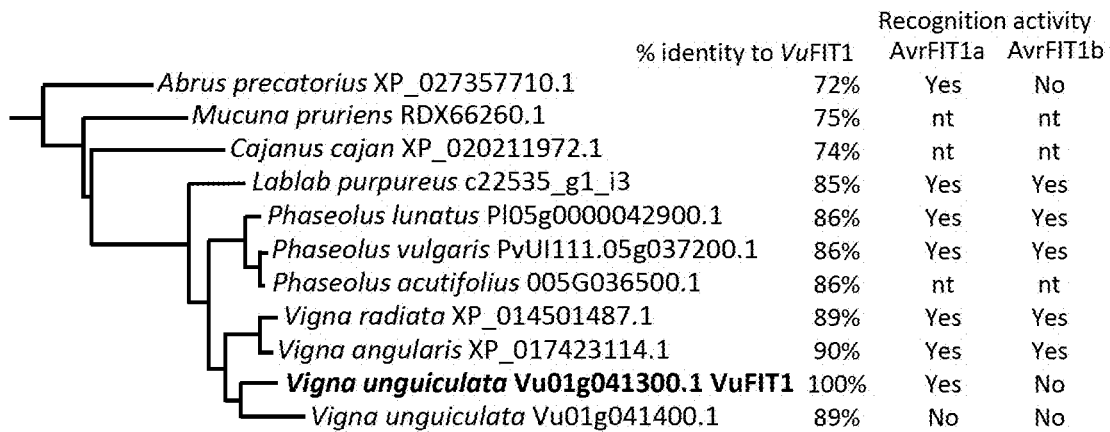 Recognition activity
% identity to VuFIT1 AvrFIT1a AvrFIT1b
Abrus precatorius XP_027357710.1 72% Yes No
Mucuna pruriens RDX66260.1 75% nt nt
Cajanus cajan XP_020211972.1 74% nt nt
Lablab purpureus c22535_g1_i3 85% Yes Yes
Phaseolus lunatus Pl05g0000042900.1 86% Yes Yes
Phaseolus vulgaris PvUI111.05g037200.1 86% Yes Yes
Phaseolus acutifolius 005G036500.1 86% nt nt
Vigna radiata XP_014501487.1 89% Yes Yes
Vigna angularis XP_017423114.1 90% Yes Yes
Vigna unguiculata Vu01g041300.1 VuFIT1 100% Yes No
Vigna unguiculata Vu01g041400.1 89% No No